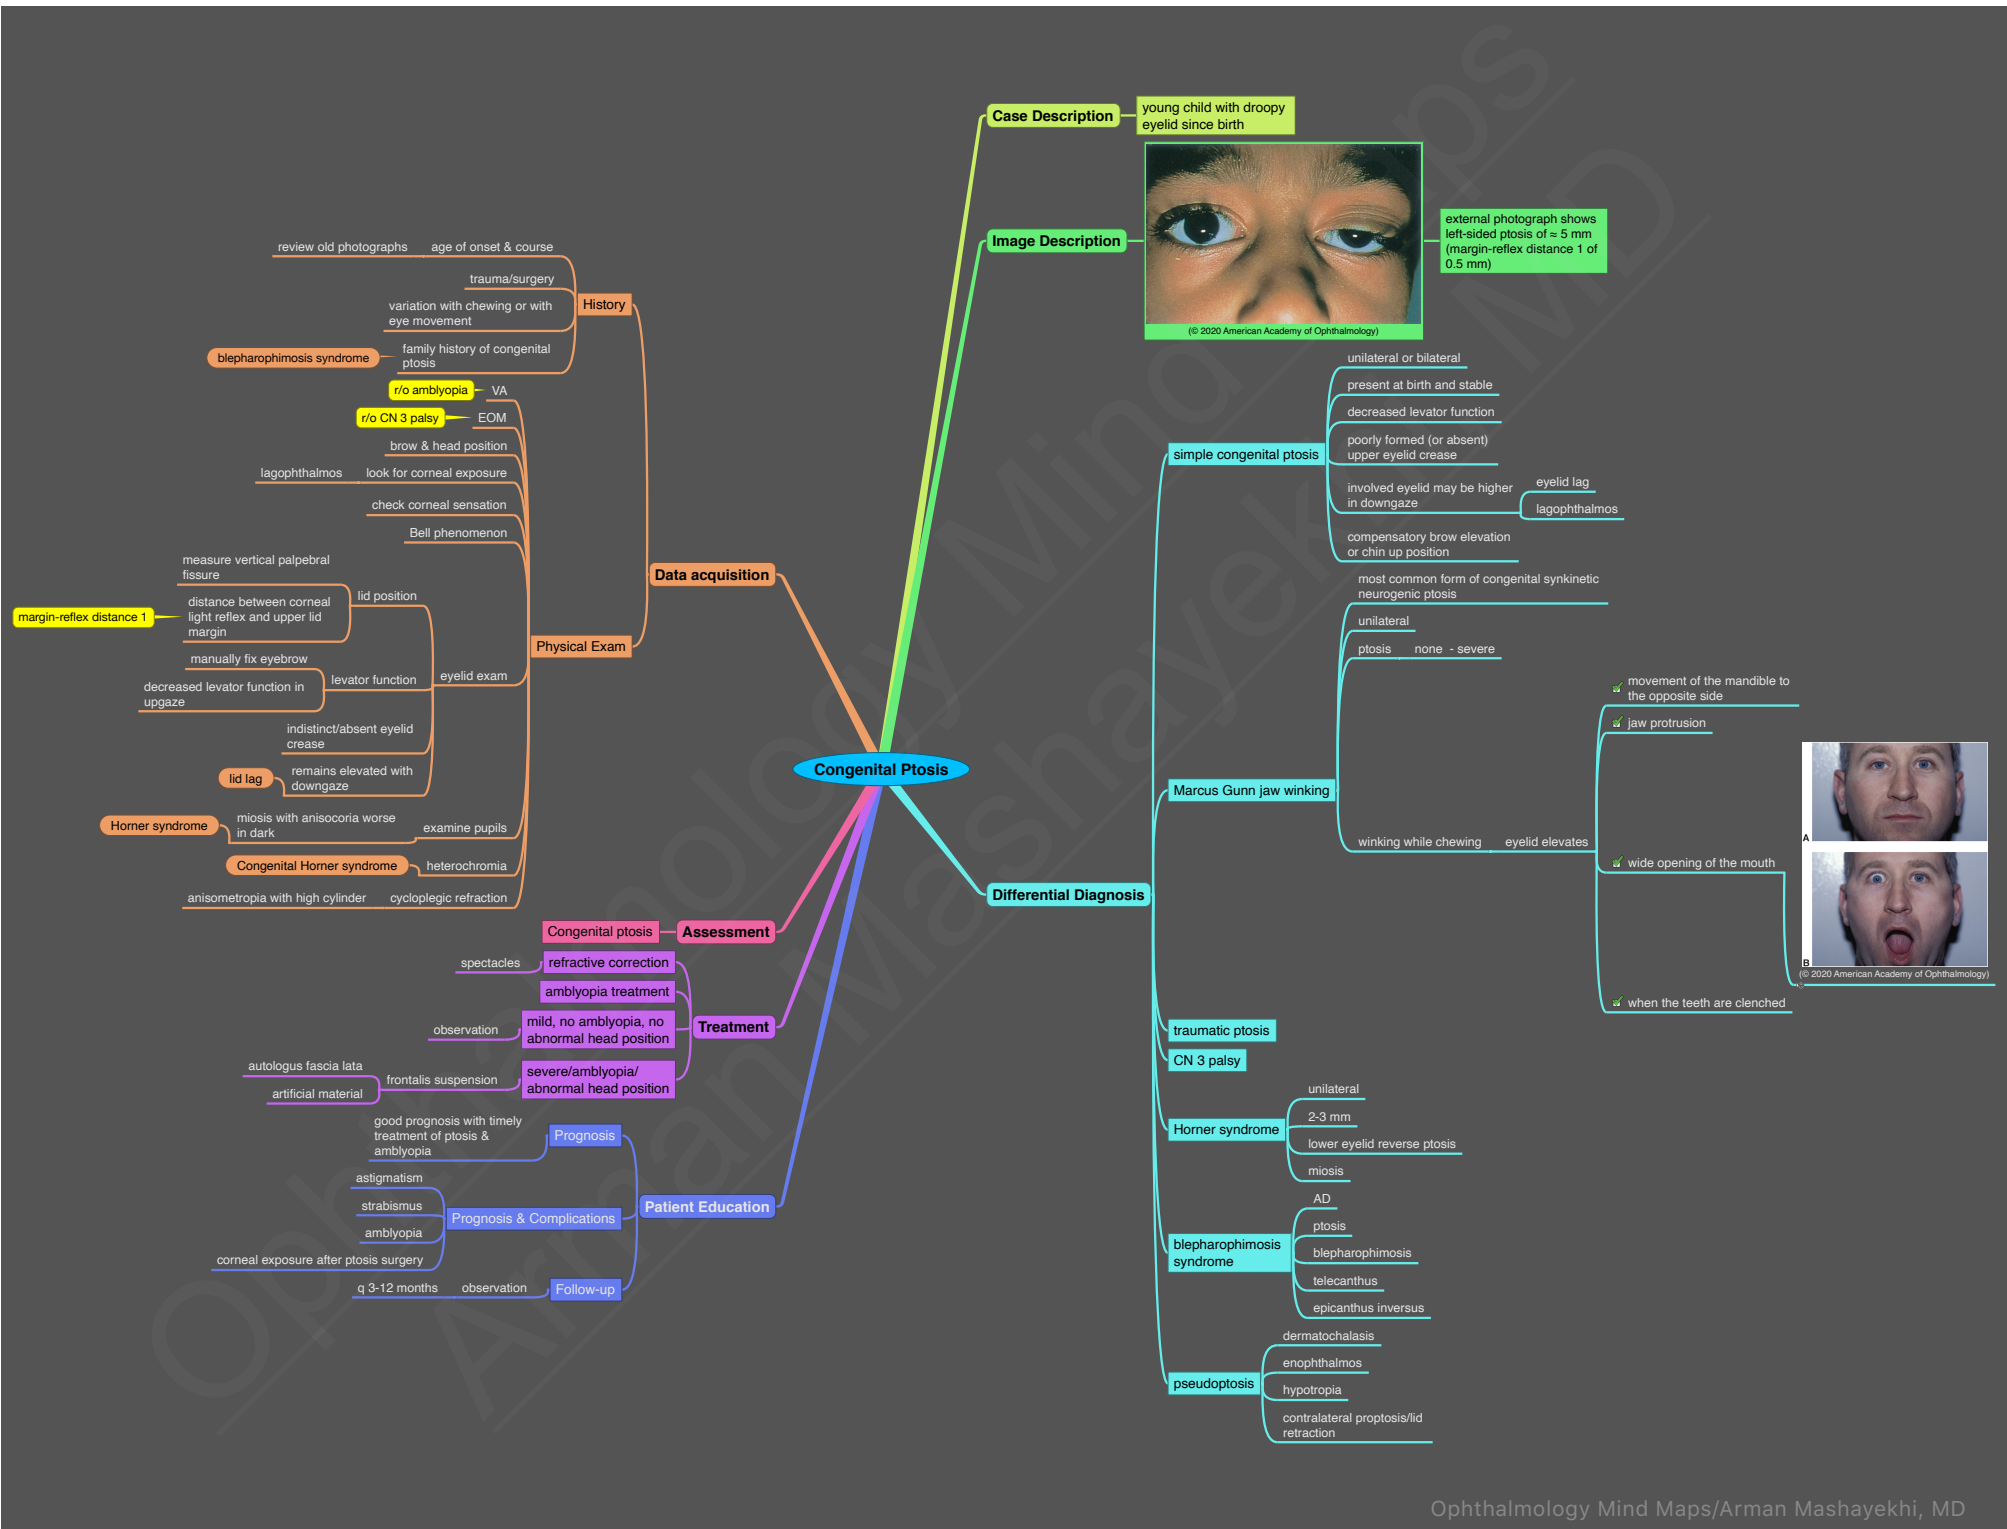 Case Description
young child with droopy
eyelid since birth
Image Description
(© 2020 American Academy of Ophthalmology)
external photograph shows
left-sided ptosis of ≈ 5 mm
(margin-reflex distance 1 of
0.5 mm)
Congenital Ptosis
Data acquisition
History
age of onset & course
review old photographs
trauma/surgery
variation with chewing or with
eye movement
family history of congenital
ptosis
blepharophimosis syndrome
Physical Exam
VA
r/o amblyopia
EOM
r/o CN 3 palsy
brow & head position
look for corneal exposure
lagophthalmos
check corneal sensation
Bell phenomenon
eyelid exam
lid position
measure vertical palpebral
fissure
distance between corneal
light reflex and upper lid
margin
margin-reflex distance 1
levator function
manually fix eyebrow
decreased levator function in
upgaze
indistinct/absent eyelid
crease
remains elevated with
downgaze
lid lag
examine pupils
miosis with anisocoria worse
in dark
Horner syndrome
heterochromia
Congenital Horner syndrome
cycloplegic refraction
anisometropia with high cylinder
Assessment
Congenital ptosis
Treatment
refractive correction
spectacles
amblyopia treatment
mild, no amblyopia, no
abnormal head position
observation
severe/amblyopia/
abnormal head position
frontalis suspension
autologus fascia lata
artificial material
Patient Education
Prognosis
good prognosis with timely
treatment of ptosis &
amblyopia
Prognosis & Complications
astigmatism
strabismus
amblyopia
corneal exposure after ptosis surgery
Follow-up
observation
q 3-12 months
Differential Diagnosis
simple congenital ptosis
unilateral or bilateral
present at birth and stable
decreased levator function
poorly formed (or absent)
upper eyelid crease
involved eyelid may be higher
in downgaze
eyelid lag
lagophthalmos
compensatory brow elevation
or chin up position
Marcus Gunn jaw winking
most common form of congenital synkinetic
neurogenic ptosis
unilateral
ptosis
none - severe
winking while chewing
eyelid elevates
movement of the mandible to
the opposite side
jaw protrusion
wide opening of the mouth
A
B
(© 2020 American Academy of Ophthalmology)
when the teeth are clenched
traumatic ptosis
CN 3 palsy
Horner syndrome
unilateral
2-3 mm
lower eyelid reverse ptosis
miosis
blepharophimosis
syndrome
AD
ptosis
blepharophimosis
telecanthus
epicanthus inversus
pseudoptosis
dermatochalasis
enophthalmos
hypotropia
contralateral proptosis/lid
retraction
Ophthalmology Mind Maps
Arman Mashayekhi, MD
Ophthalmology Mind Maps/Arman Mashayekhi, MD